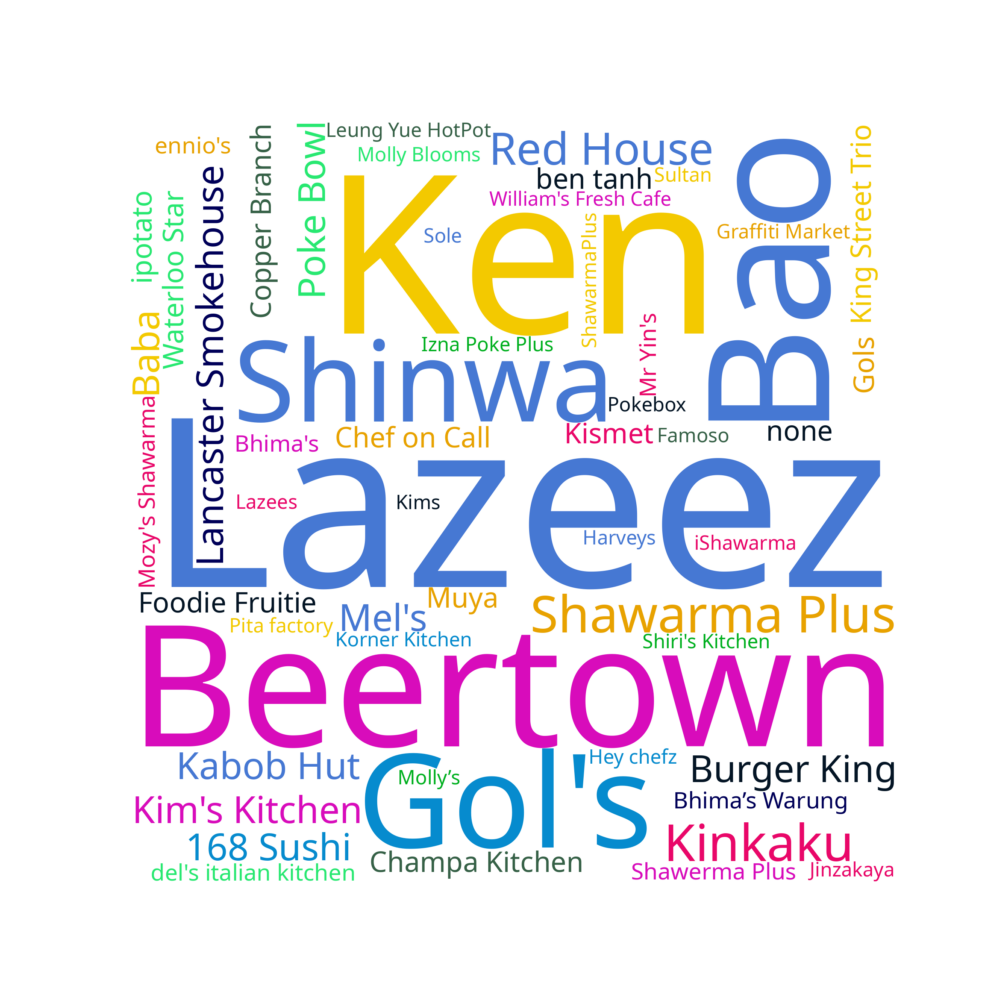 Leung Yue HotPot
ennio's
Copper Branch
Poke Bowl
Molly Blooms
Red House
ben tanh
Sultan
William's Fresh Cafe
Bao
Gols King Street Trio
ipotato
Waterloo Star
Lancaster Smokehouse
Ken
Sole
ShawarmaPlus
Graffiti Market
Baba
Izna Poke Plus
Mr Yin's
Shinwa
Mozy's Shawarma
Pokebox
Bhima's
Chef on Call
Kismet
Famoso
none
Lazeez
Lazees
Kims
Harveys
iShawarma
Foodie Fruitie
Mel's
Muya
Shawarma Plus
Pita factory
Korner Kitchen
Shiri's Kitchen
Beertown
Kabob Hut
Gol's
Molly’s
Hey chefz
Burger King
Kim's Kitchen
Bhima’s Warung
168 Sushi
Kinkaku
del's italian kitchen
Champa Kitchen
Shawerma Plus
Jinzakaya